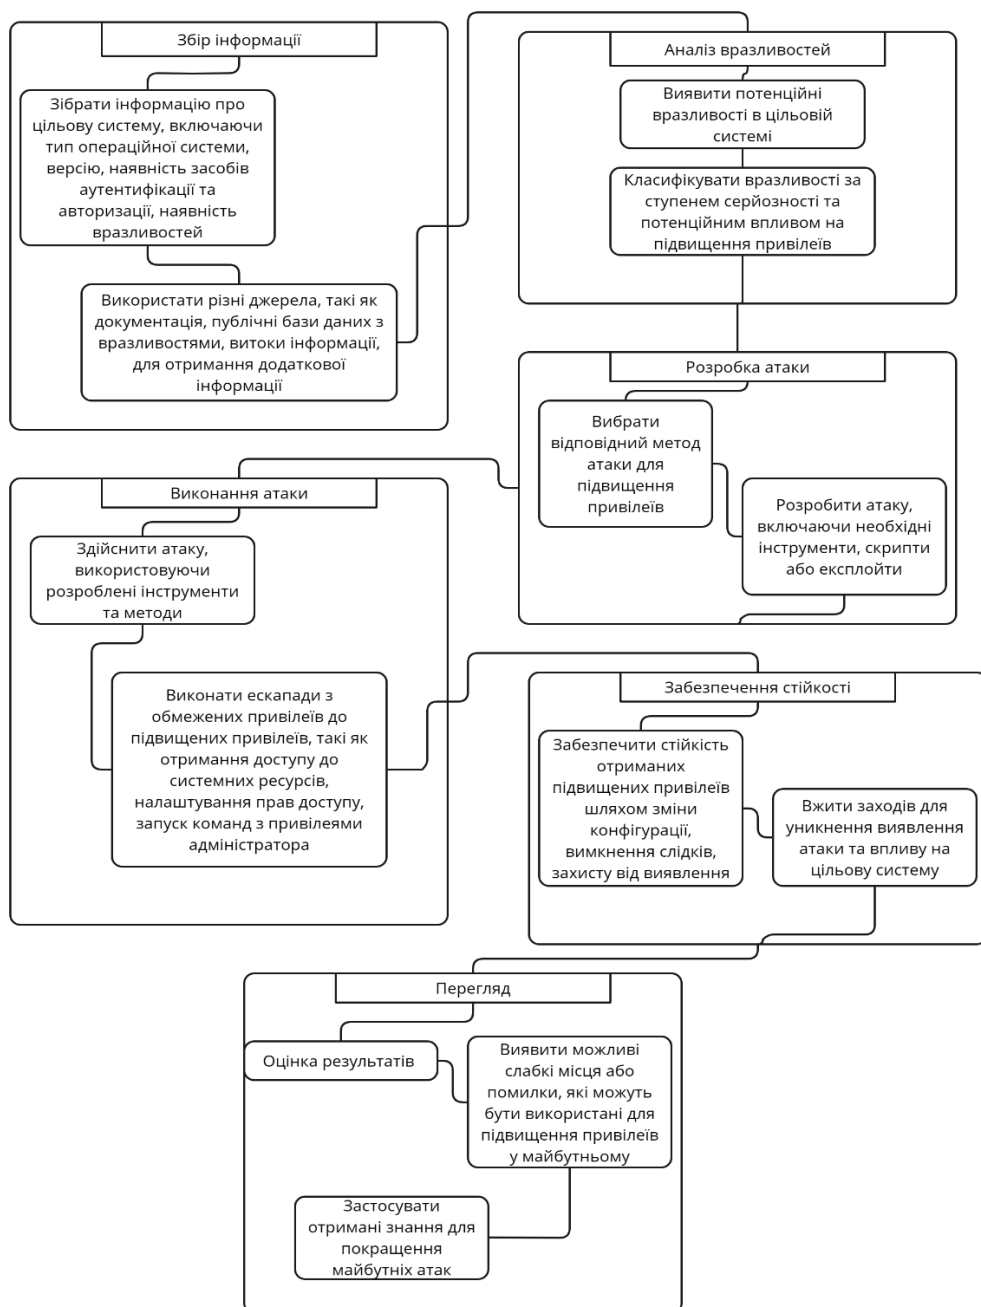 Збір інформації
Зібрати інформацію про
цільову систему, включаючи
тип операційної системи,
версію, наявність засобів
аутентифікації та
авторизації, наявність
вразливостей
Використати різні джерела, такі як
документація, публічні бази даних з
вразливостями, витоки інформації,
для отримання додаткової
інформації
Аналіз вразливостей
Виявити потенційні
вразливості в цільовій
системі
Класифікувати вразливості за
ступенем серйозності та
потенційним впливом на
підвищення привілеїв
Розробка атаки
Вибрати
відповідний метод
атаки для
підвищення
привілеїв
Розробити атаку,
включаючи необхідні
інструменти, скрипти
або експлойти
Виконання атаки
Здійснити атаку,
використовуючи
розроблені інструменти
та методи
Виконати ескапади з
обмежених привілеїв до
підвищених привілеїв, такі як
отримання доступу до
системних ресурсів,
налаштування прав доступу,
запуск команд з привілеями
адміністратора
Забезпечення стійкості
Забезпечити стійкість
отриманих
підвищених привілеїв
шляхом зміни
конфігурації,
вимкнення слідків,
захисту від виявлення
Вжити заходів для
уникнення виявлення
атаки та впливу на
цільову систему
Перегляд
Оцінка результатів
Виявити можливі
слабкі місця або
помилки, які можуть
бути використані для
підвищення привілеїв
у майбутньому
Застосувати
отримані знання для
покращення
майбутніх атак